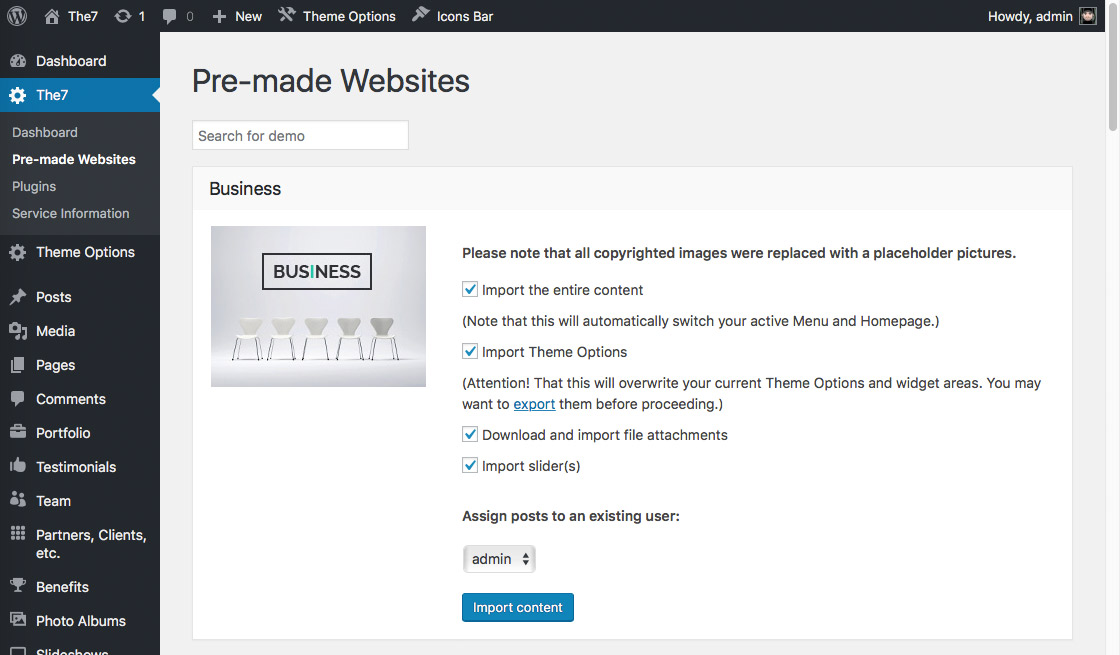 The7 1 0 New Theme Options Icons Bar Howdy, admin
Dashboard
The7
Dashboard
Pre-made Websites
Plugins
Service Information
Theme Options
Posts
Media
Pages
Comments
Portfolio
Testimonials
Team
Partners, Clients,
etc.
Benefits
Photo Albums
Slideshows
Pre-made Websites
Search for demo
Business
BUSINESS
Please note that all copyrighted images were replaced with a placeholder pictures.
Import the entire content
(Note that this will automatically switch your active Menu and Homepage.)
Import Theme Options
(Attention! That this will overwrite your current Theme Options and widget areas. You may
want to export them before proceeding.)
Download and import file attachments
Import slider(s)
Assign posts to an existing user:
admin
Import content